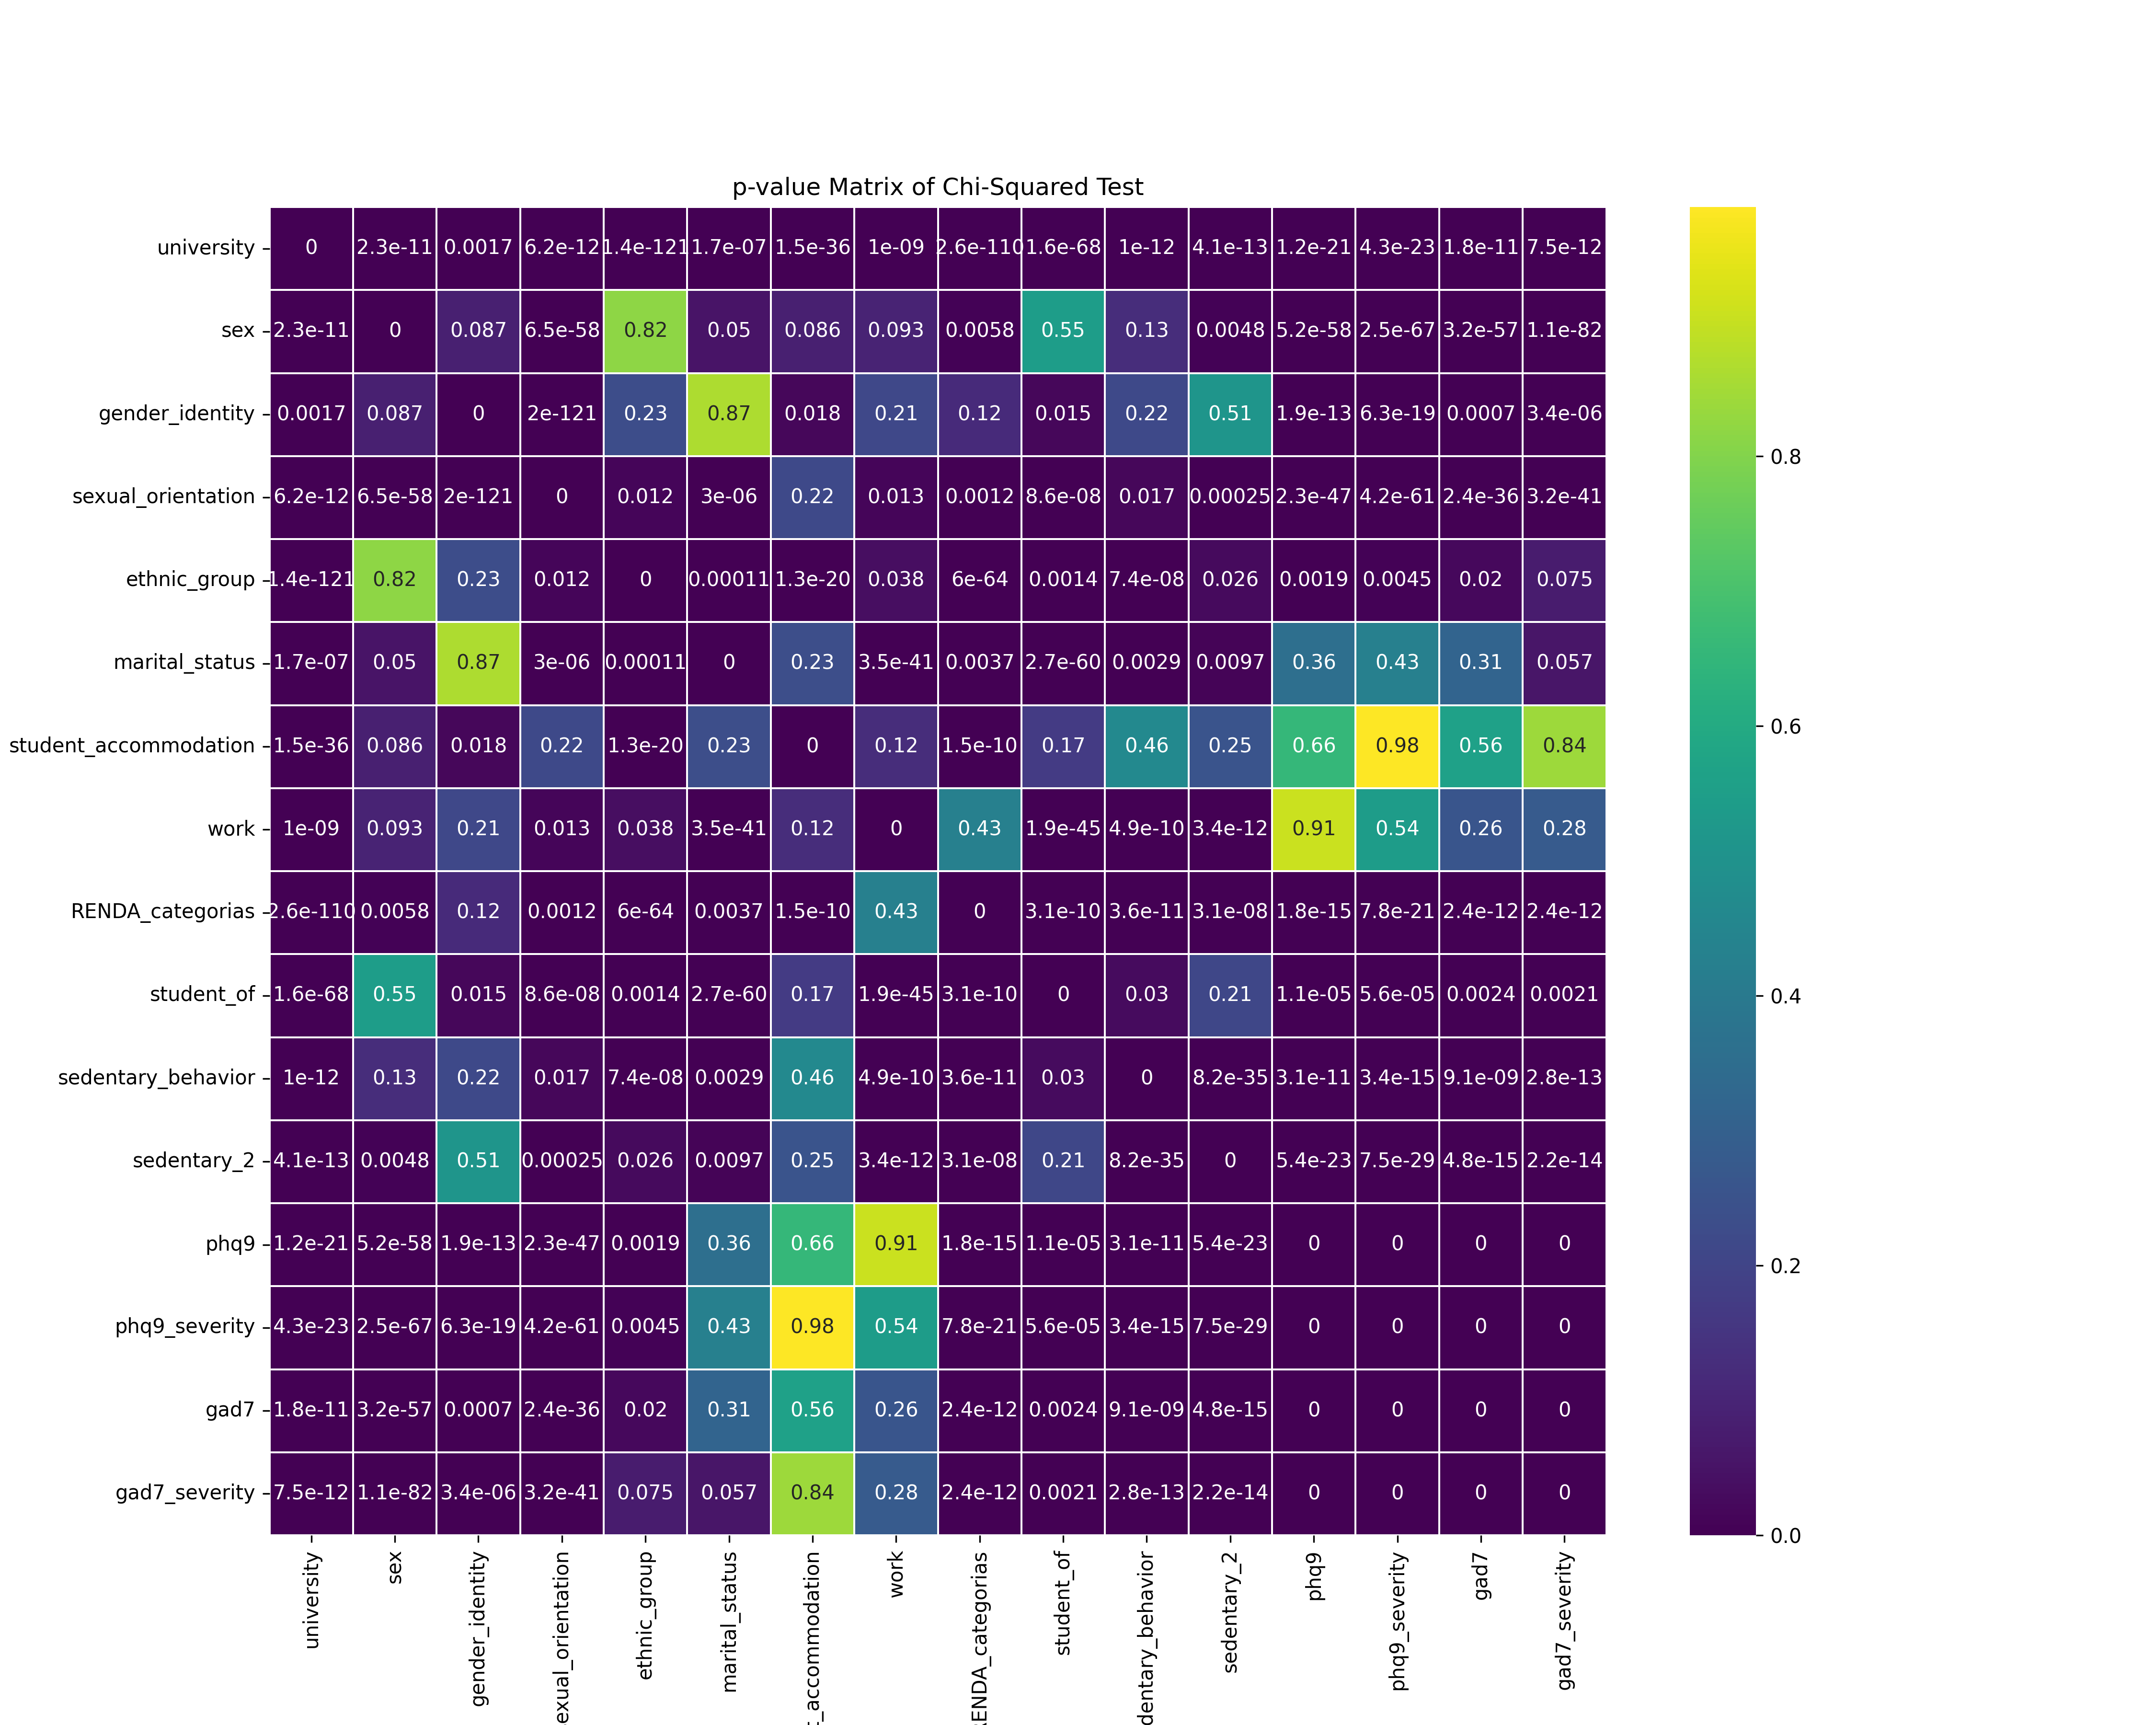 p-value Matrix of Chi-Squared Test
university 0 2.3e-11 0.0017 6.2e-12 1.4e-121 1.7e-07 1.5e-36 1e-09 2.6e-110 1.6e-68 1e-12 4.1e-13 1.2e-21 4.3e-23 1.8e-11 7.5e-12
sex 2.3e-11 0 0.087 6.5e-58 0.82 0.05 0.086 0.093 0.0058 0.55 0.13 0.0048 5.2e-58 2.5e-67 3.2e-57 1.1e-82
gender_identity 0.0017 0.087 0 2e-121 0.23 0.87 0.018 0.21 0.12 0.015 0.22 0.51 1.9e-13 6.3e-19 0.0007 3.4e-06
0.8
sexual_orientation 6.2e-12 6.5e-58 2e-121 0 0.012 3e-06 0.22 0.013 0.0012 8.6e-08 0.017 0.00025 2.3e-47 4.2e-61 2.4e-36 3.2e-41
ethnic_group 1.4e-121 0.82 0.23 0.012 0 0.00011 1.3e-20 0.038 6e-64 0.0014 7.4e-08 0.026 0.0019 0.0045 0.02 0.075
marital_status 1.7e-07 0.05 0.87 3e-06 0.00011 0 0.23 3.5e-41 0.0037 2.7e-60 0.0029 0.0097 0.36 0.43 0.31 0.057
0.6
student_accommodation 1.5e-36 0.086 0.018 0.22 1.3e-20 0.23 0 0.12 1.5e-10 0.17 0.46 0.25 0.66 0.98 0.56 0.84
work 1e-09 0.093 0.21 0.013 0.038 3.5e-41 0.12 0 0.43 1.9e-45 4.9e-10 3.4e-12 0.91 0.54 0.26 0.28
RENDA_categorias 2.6e-110 0.0058 0.12 0.0012 6e-64 0.0037 1.5e-10 0.43 0 3.1e-10 3.6e-11 3.1e-08 1.8e-15 7.8e-21 2.4e-12 2.4e-12
student_of 1.6e-68 0.55 0.015 8.6e-08 0.0014 2.7e-60 0.17 1.9e-45 3.1e-10 0 0.03 0.21 1.1e-05 5.6e-05 0.0024 0.0021
0.4
sedentary_behavior 1e-12 0.13 0.22 0.017 7.4e-08 0.0029 0.46 4.9e-10 3.6e-11 0.03 0 8.2e-35 3.1e-11 3.4e-15 9.1e-09 2.8e-13
sedentary_2 4.1e-13 0.0048 0.51 0.00025 0.026 0.0097 0.25 3.4e-12 3.1e-08 0.21 8.2e-35 0 5.4e-23 7.5e-29 4.8e-15 2.2e-14
phq9 1.2e-21 5.2e-58 1.9e-13 2.3e-47 0.0019 0.36 0.66 0.91 1.8e-15 1.1e-05 3.1e-11 5.4e-23 0 0 0 0
0.2
phq9_severity 4.3e-23 2.5e-67 6.3e-19 4.2e-61 0.0045 0.43 0.98 0.54 7.8e-21 5.6e-05 3.4e-15 7.5e-29 0 0 0 0
gad7 1.8e-11 3.2e-57 0.0007 2.4e-36 0.02 0.31 0.56 0.26 2.4e-12 0.0024 9.1e-09 4.8e-15 0 0 0 0
gad7_severity 7.5e-12 1.1e-82 3.4e-06 3.2e-41 0.075 0.057 0.84 0.28 2.4e-12 0.0021 2.8e-13 2.2e-14 0 0 0 0
0.0
university
sex
gender_identity
exual_orientation
ethnic_group
marital_status
_accommodation
work
RENDA_categorias
student_of
dentary_behavior
sedentary_2
phq9
phq9_severity
gad7
gad7_severity